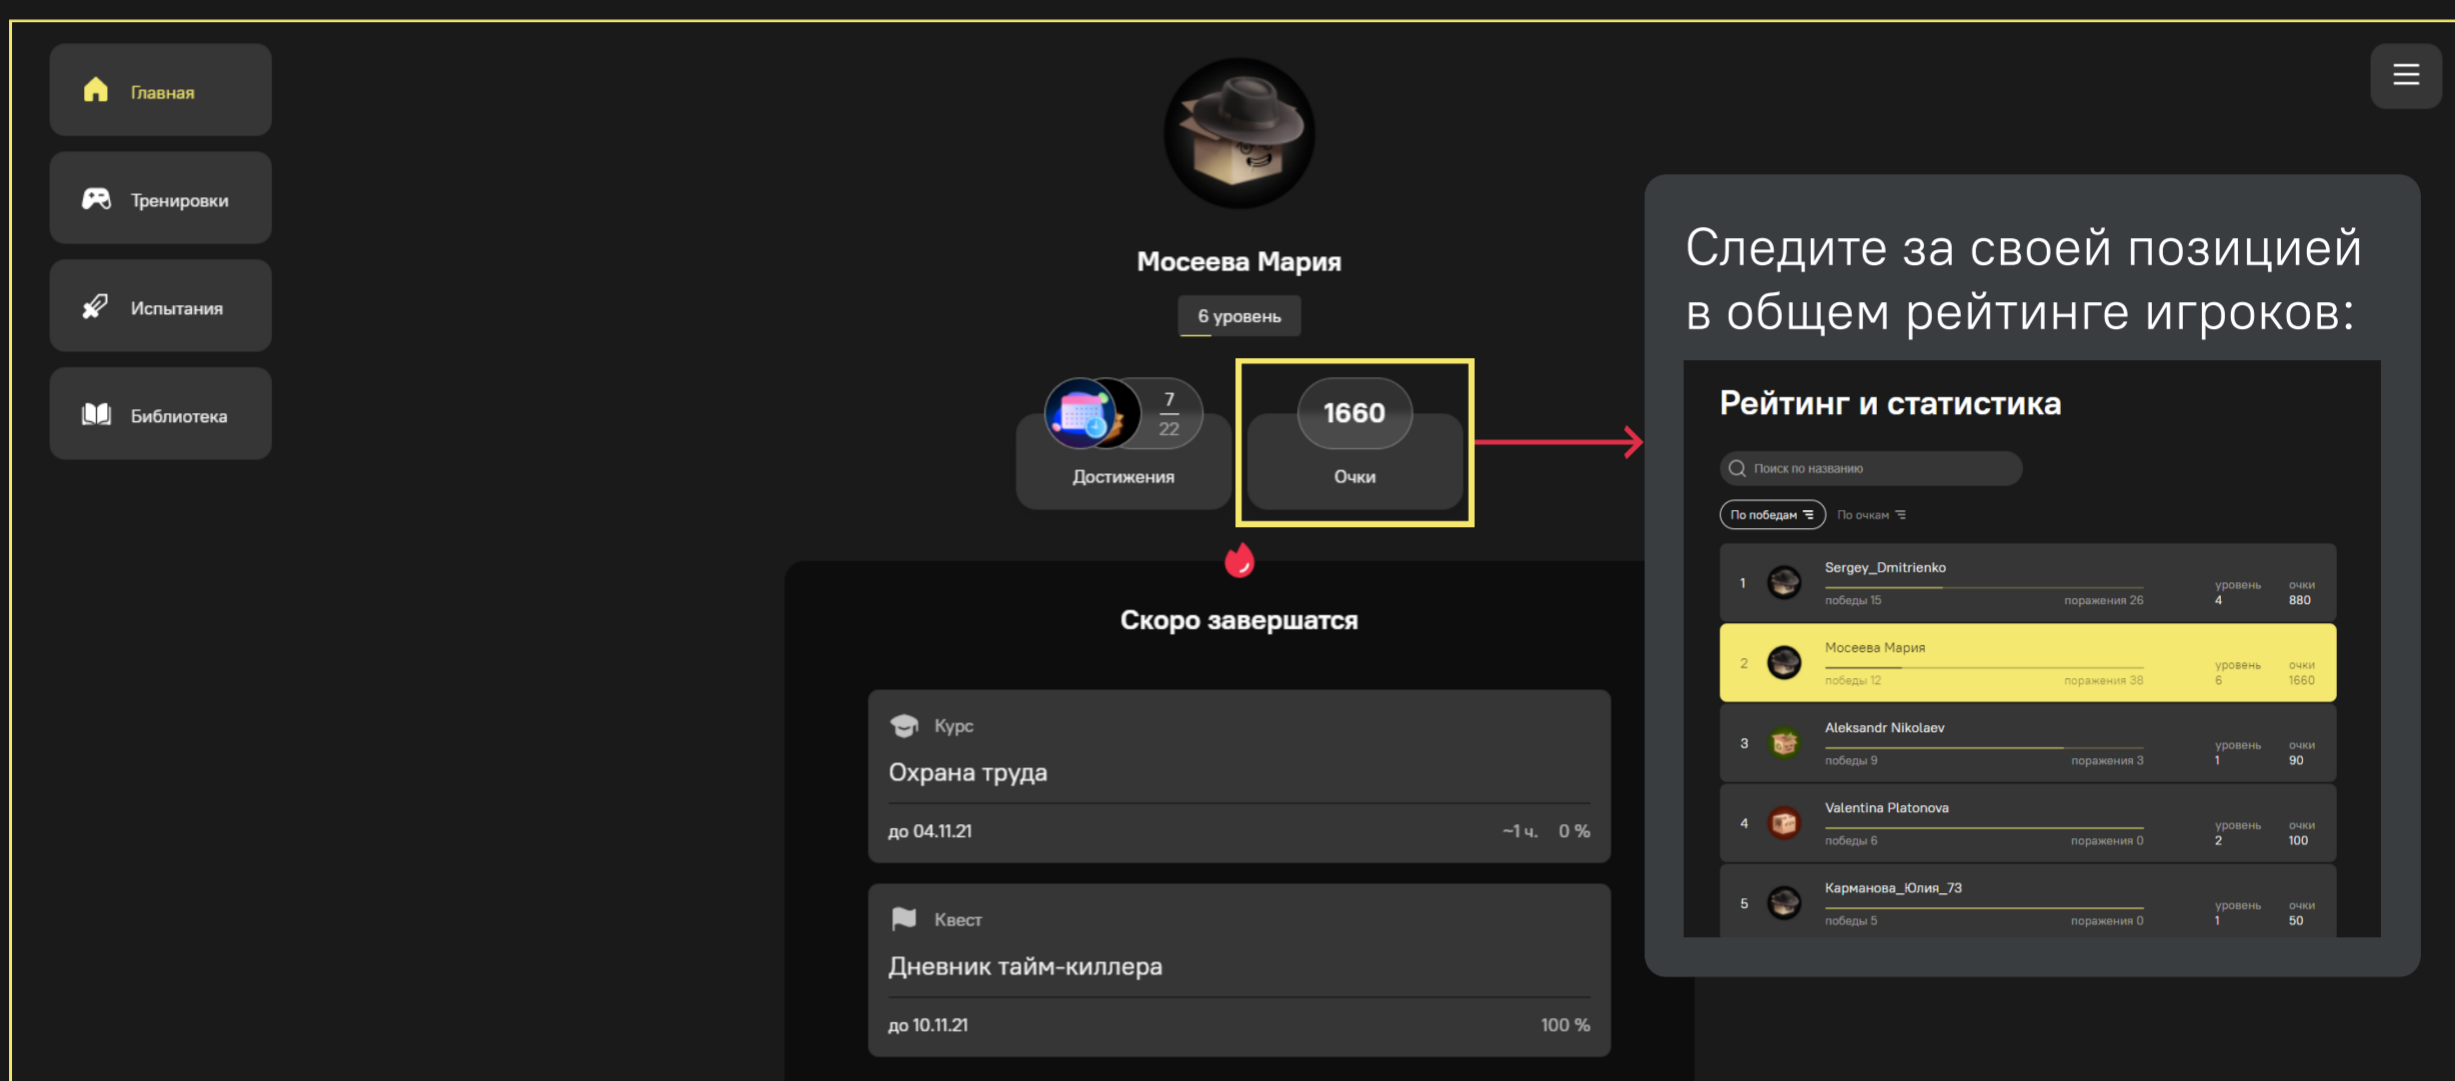 Главная
Тренировки
Испытания
Библиотека
Мосеева Мария
6 уровень
7
22
Достижения
1660
Очки
Скоро завершатся
Курс
Охрана труда
до 04.11.21
~1 ч. 0 %
Квест
Дневник тайм-киллера
до 10.11.21
100 %
Следите за своей позицией
в общем рейтинге игроков:
Рейтинг и статистика
Поиск по названию
По победам По очкам
1
Sergey_Dmitrienko
уровень очки
победы 15 поражения 26 4 880
2
Мосеева Мария
уровень очки
победы 12 поражения 38 6 1660
3
Aleksandr Nikolaev
уровень очки
победы 9 поражения 3 1 90
4
Valentina Platonova
уровень очки
победы 6 поражения 0 2 100
5
Карманова_Юлия_73
уровень очки
победы 5 поражения 0 1 50